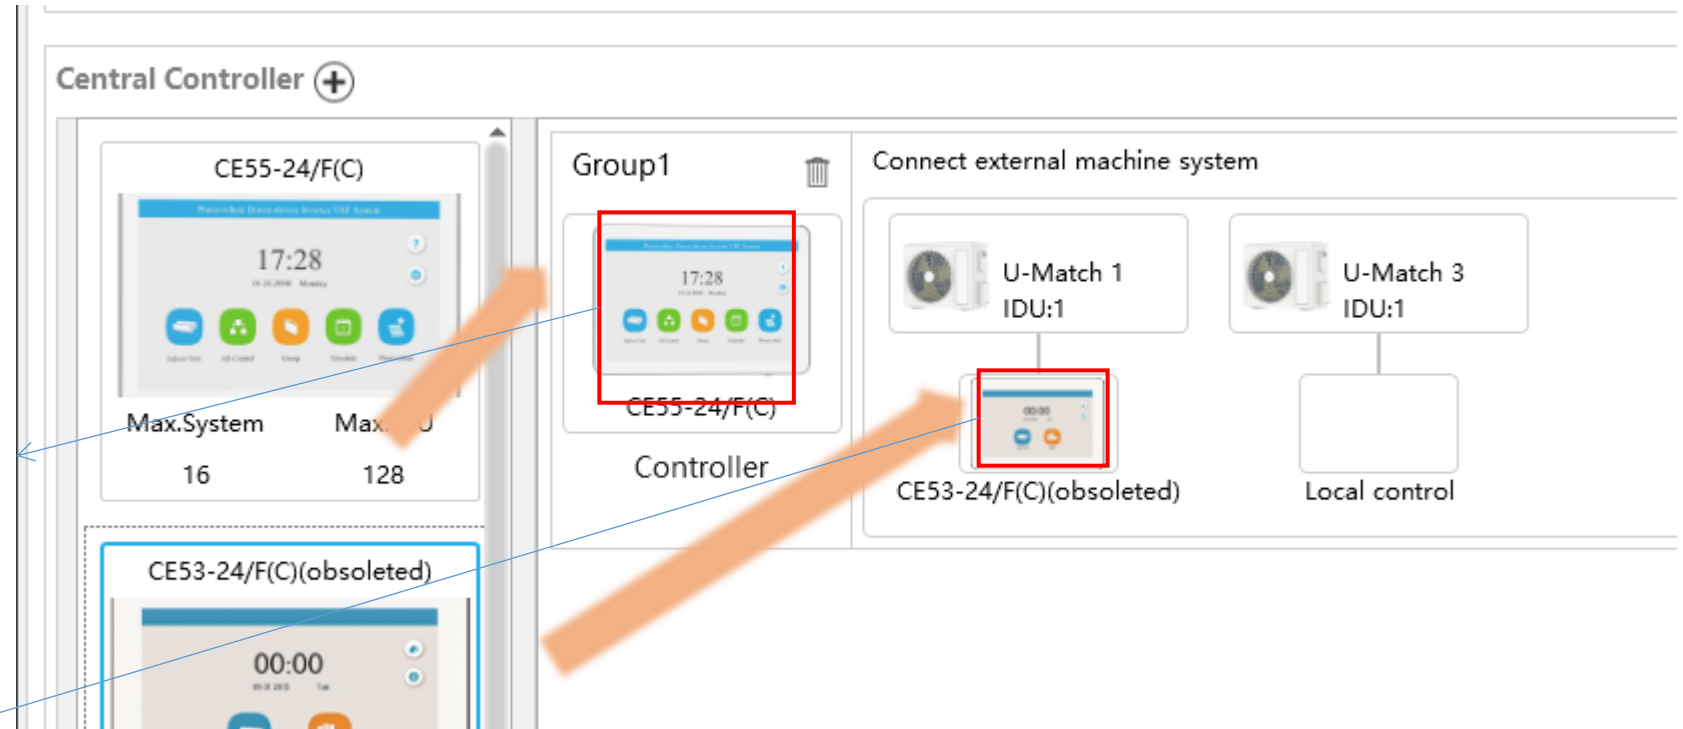 Central Controller
CE55-24/F(C)
17:28
Max.System
16
128
CE53-24/F(C)(obsoleted)
00:00
Group1
17:28
CE55-24/F(C)
Controller
Connect external machine system
U-Match 1
IDU:1
U-Match 3
IDU:1
00:00
CE53-24/F(C)(obsoleted)
Local control